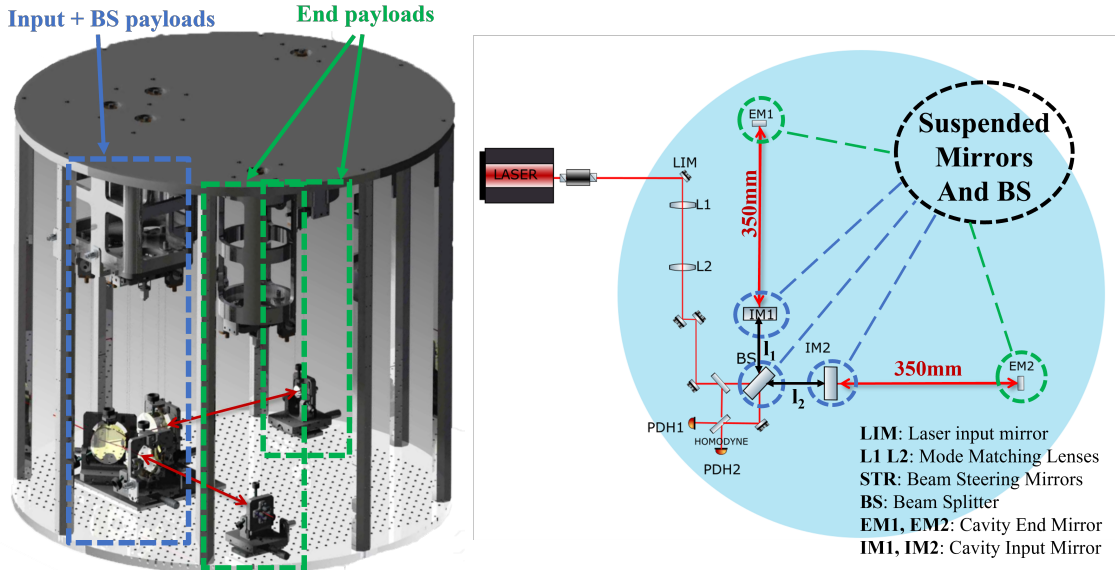 Input + BS payloads
End payloads
LASER
LIM
L1
L2
EM1
350mm
IM1
l₁
BS
IM2
l₂
350mm
EM2
PDH1
HOMODYNE
PDH2
Suspended
Mirrors
And BS
LIM: Laser input mirror
L1 L2: Mode Matching Lenses
STR: Beam Steering Mirrors
BS: Beam Splitter
EM1, EM2: Cavity End Mirror
IM1, IM2: Cavity Input Mirror